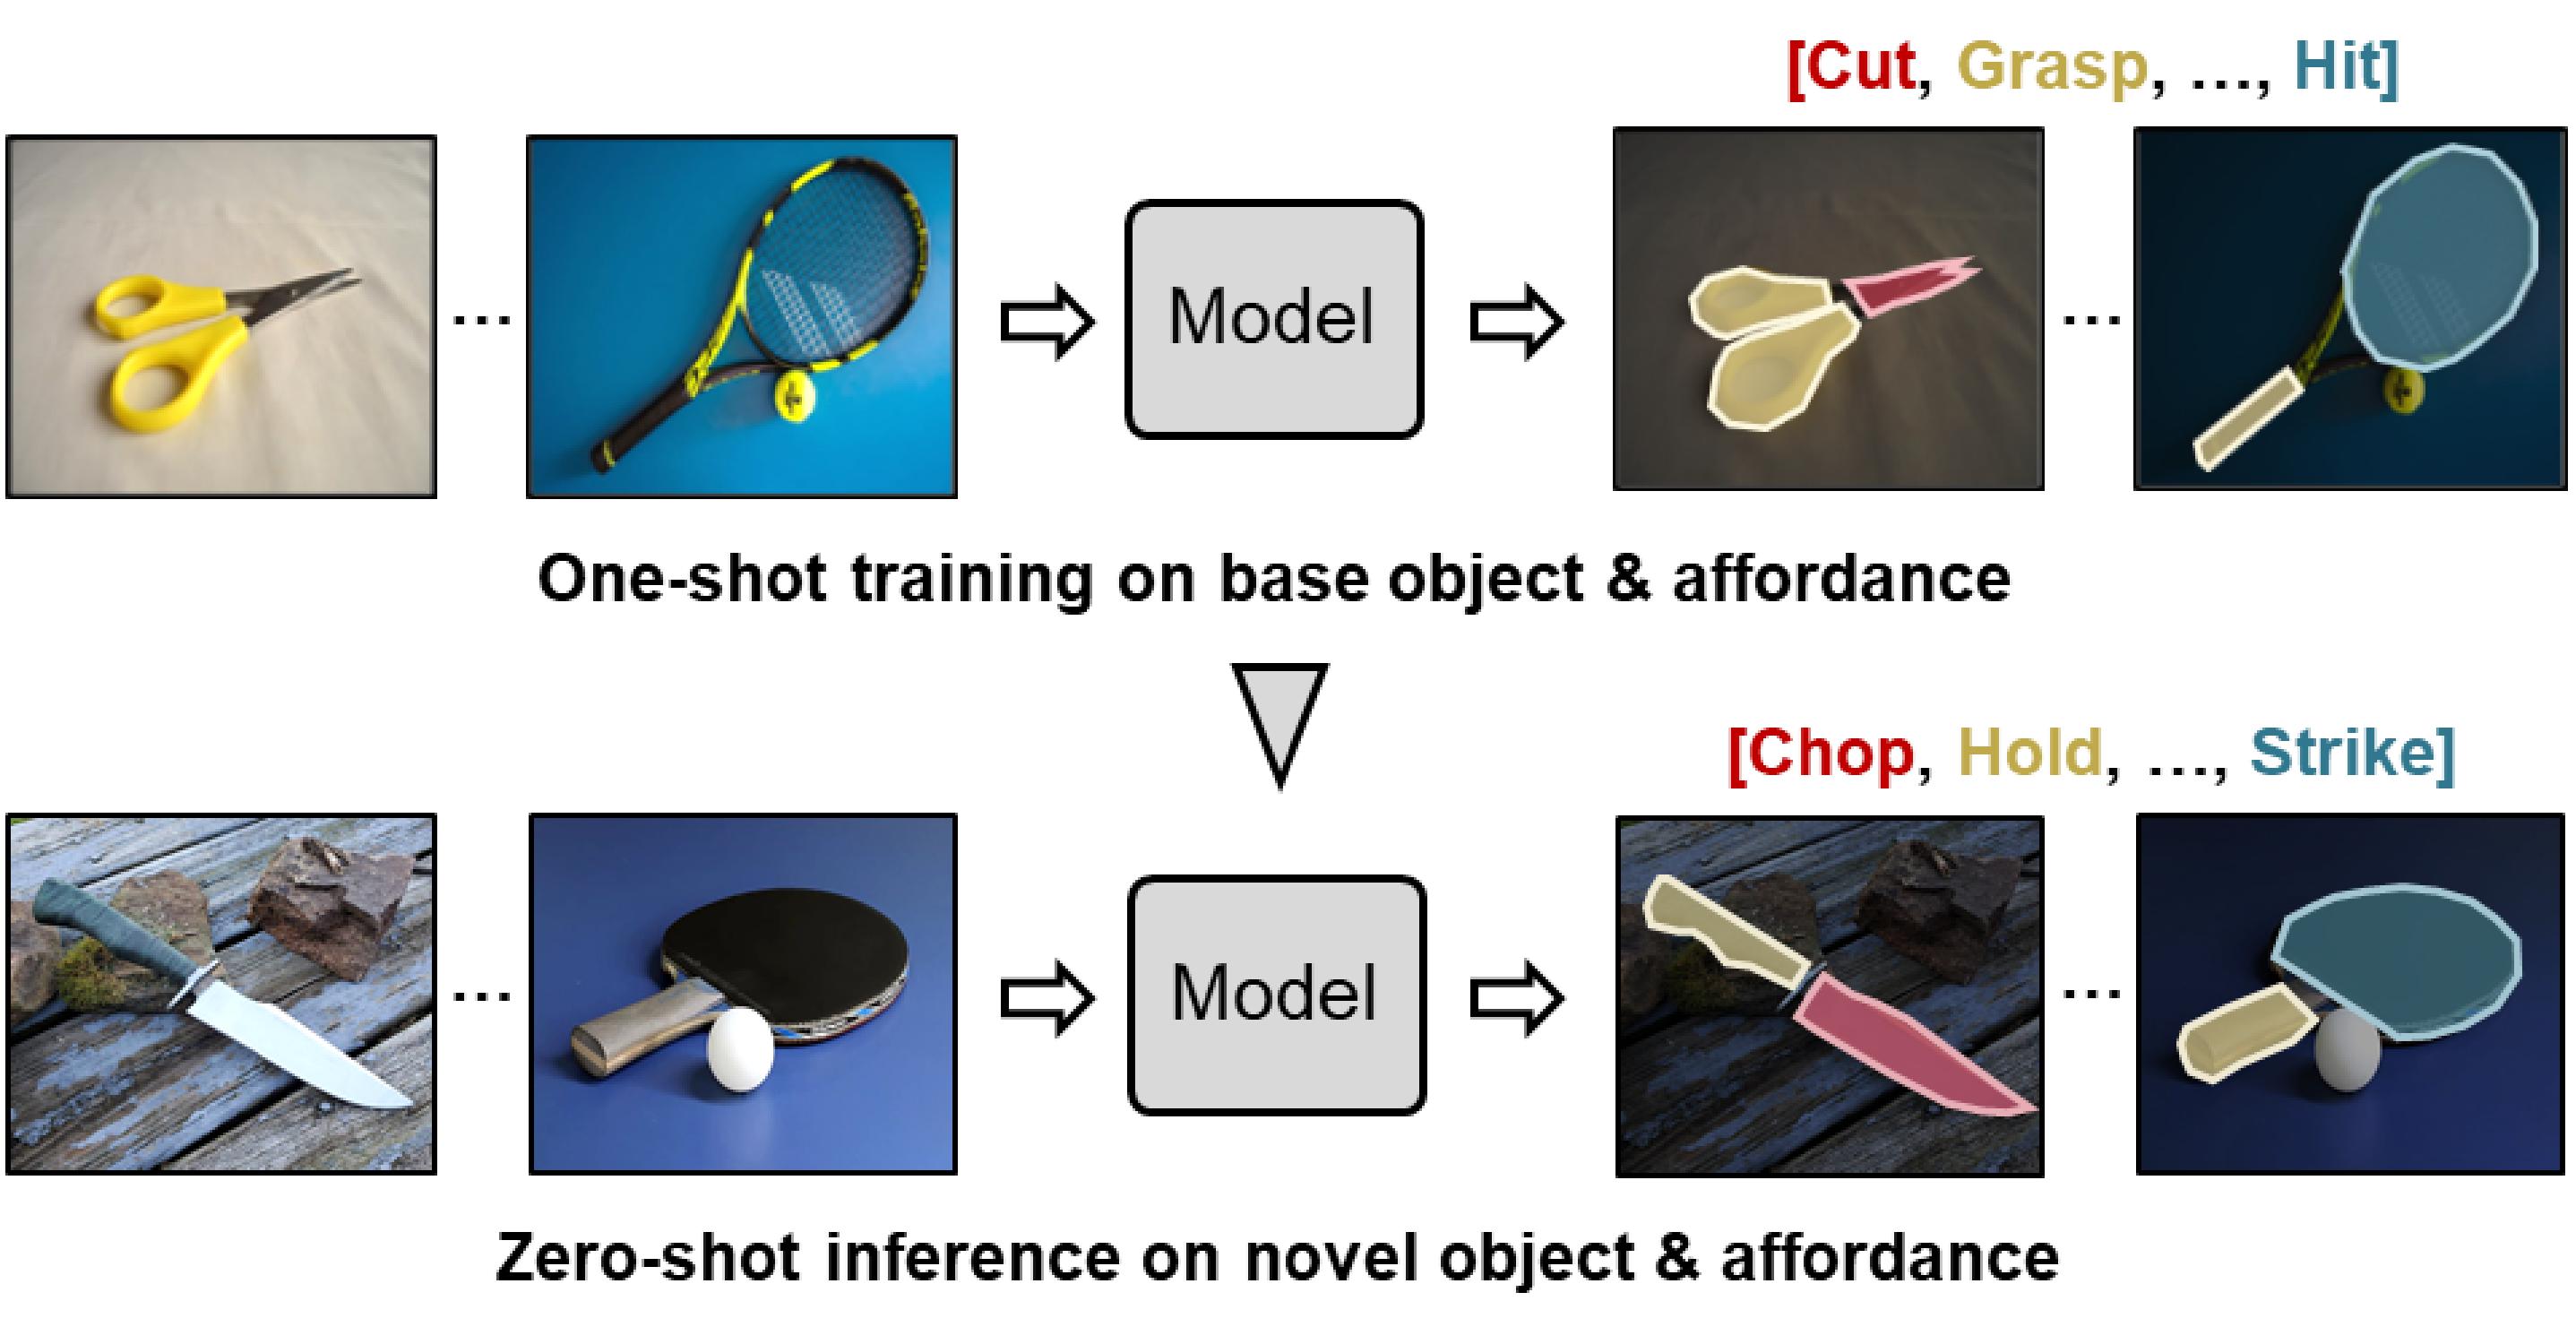 [Cut, Grasp, ..., Hit]
...
Model
...
One-shot training on base object & affordance
[Chop, Hold, ..., Strike]
...
Model
...
Zero-shot inference on novel object & affordance